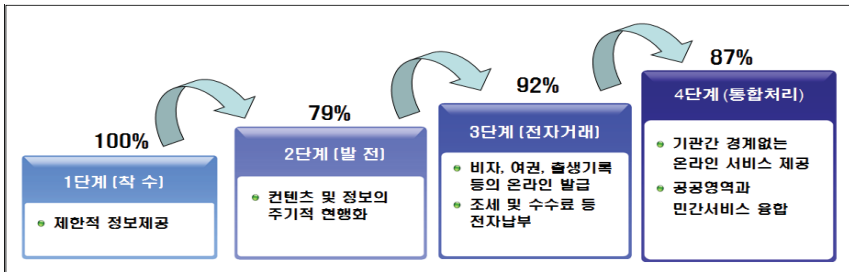 100%
1단계 (착 수)
제한적 정보제공
79%
2단계 (발 전)
컨텐츠 및 정보의
주기적 현행화
92%
3단계 (전자거래)
비자, 여권, 출생기록
등의 온라인 발급
조세 및 수수료 등
전자납부
87%
4단계 (통합처리)
기관간 경계없는
온라인 서비스 제공
공공영역과
민간서비스 융합